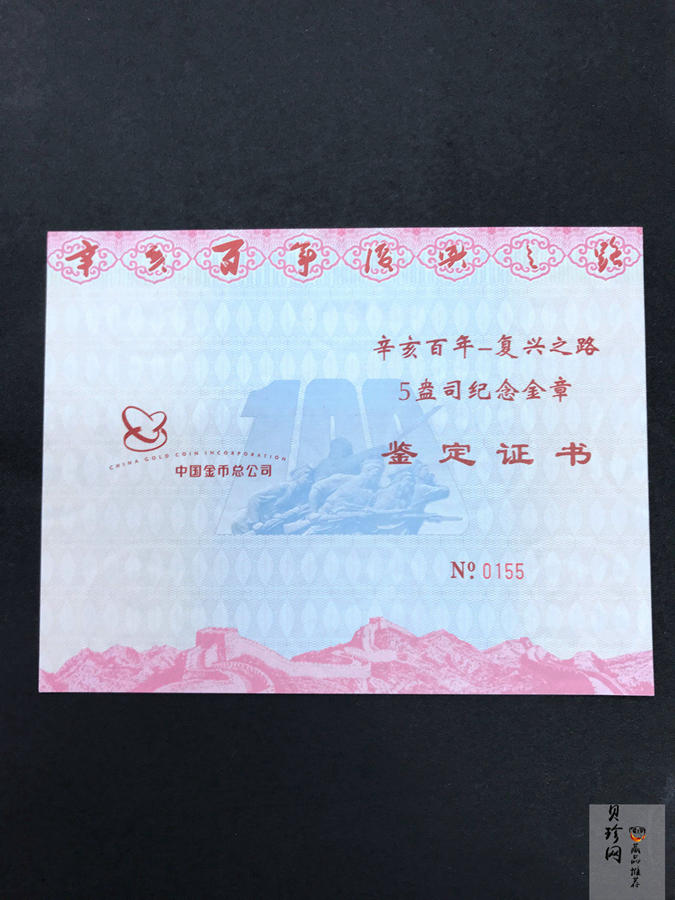 辛亥百年復興之路
辛亥百年–复兴之路
5盎司纪念金章
鉴定证书
100
CHINA GOLD COIN INCORPORATION
中国金币总公司
Nº 0155
贝珍网
藏品推荐